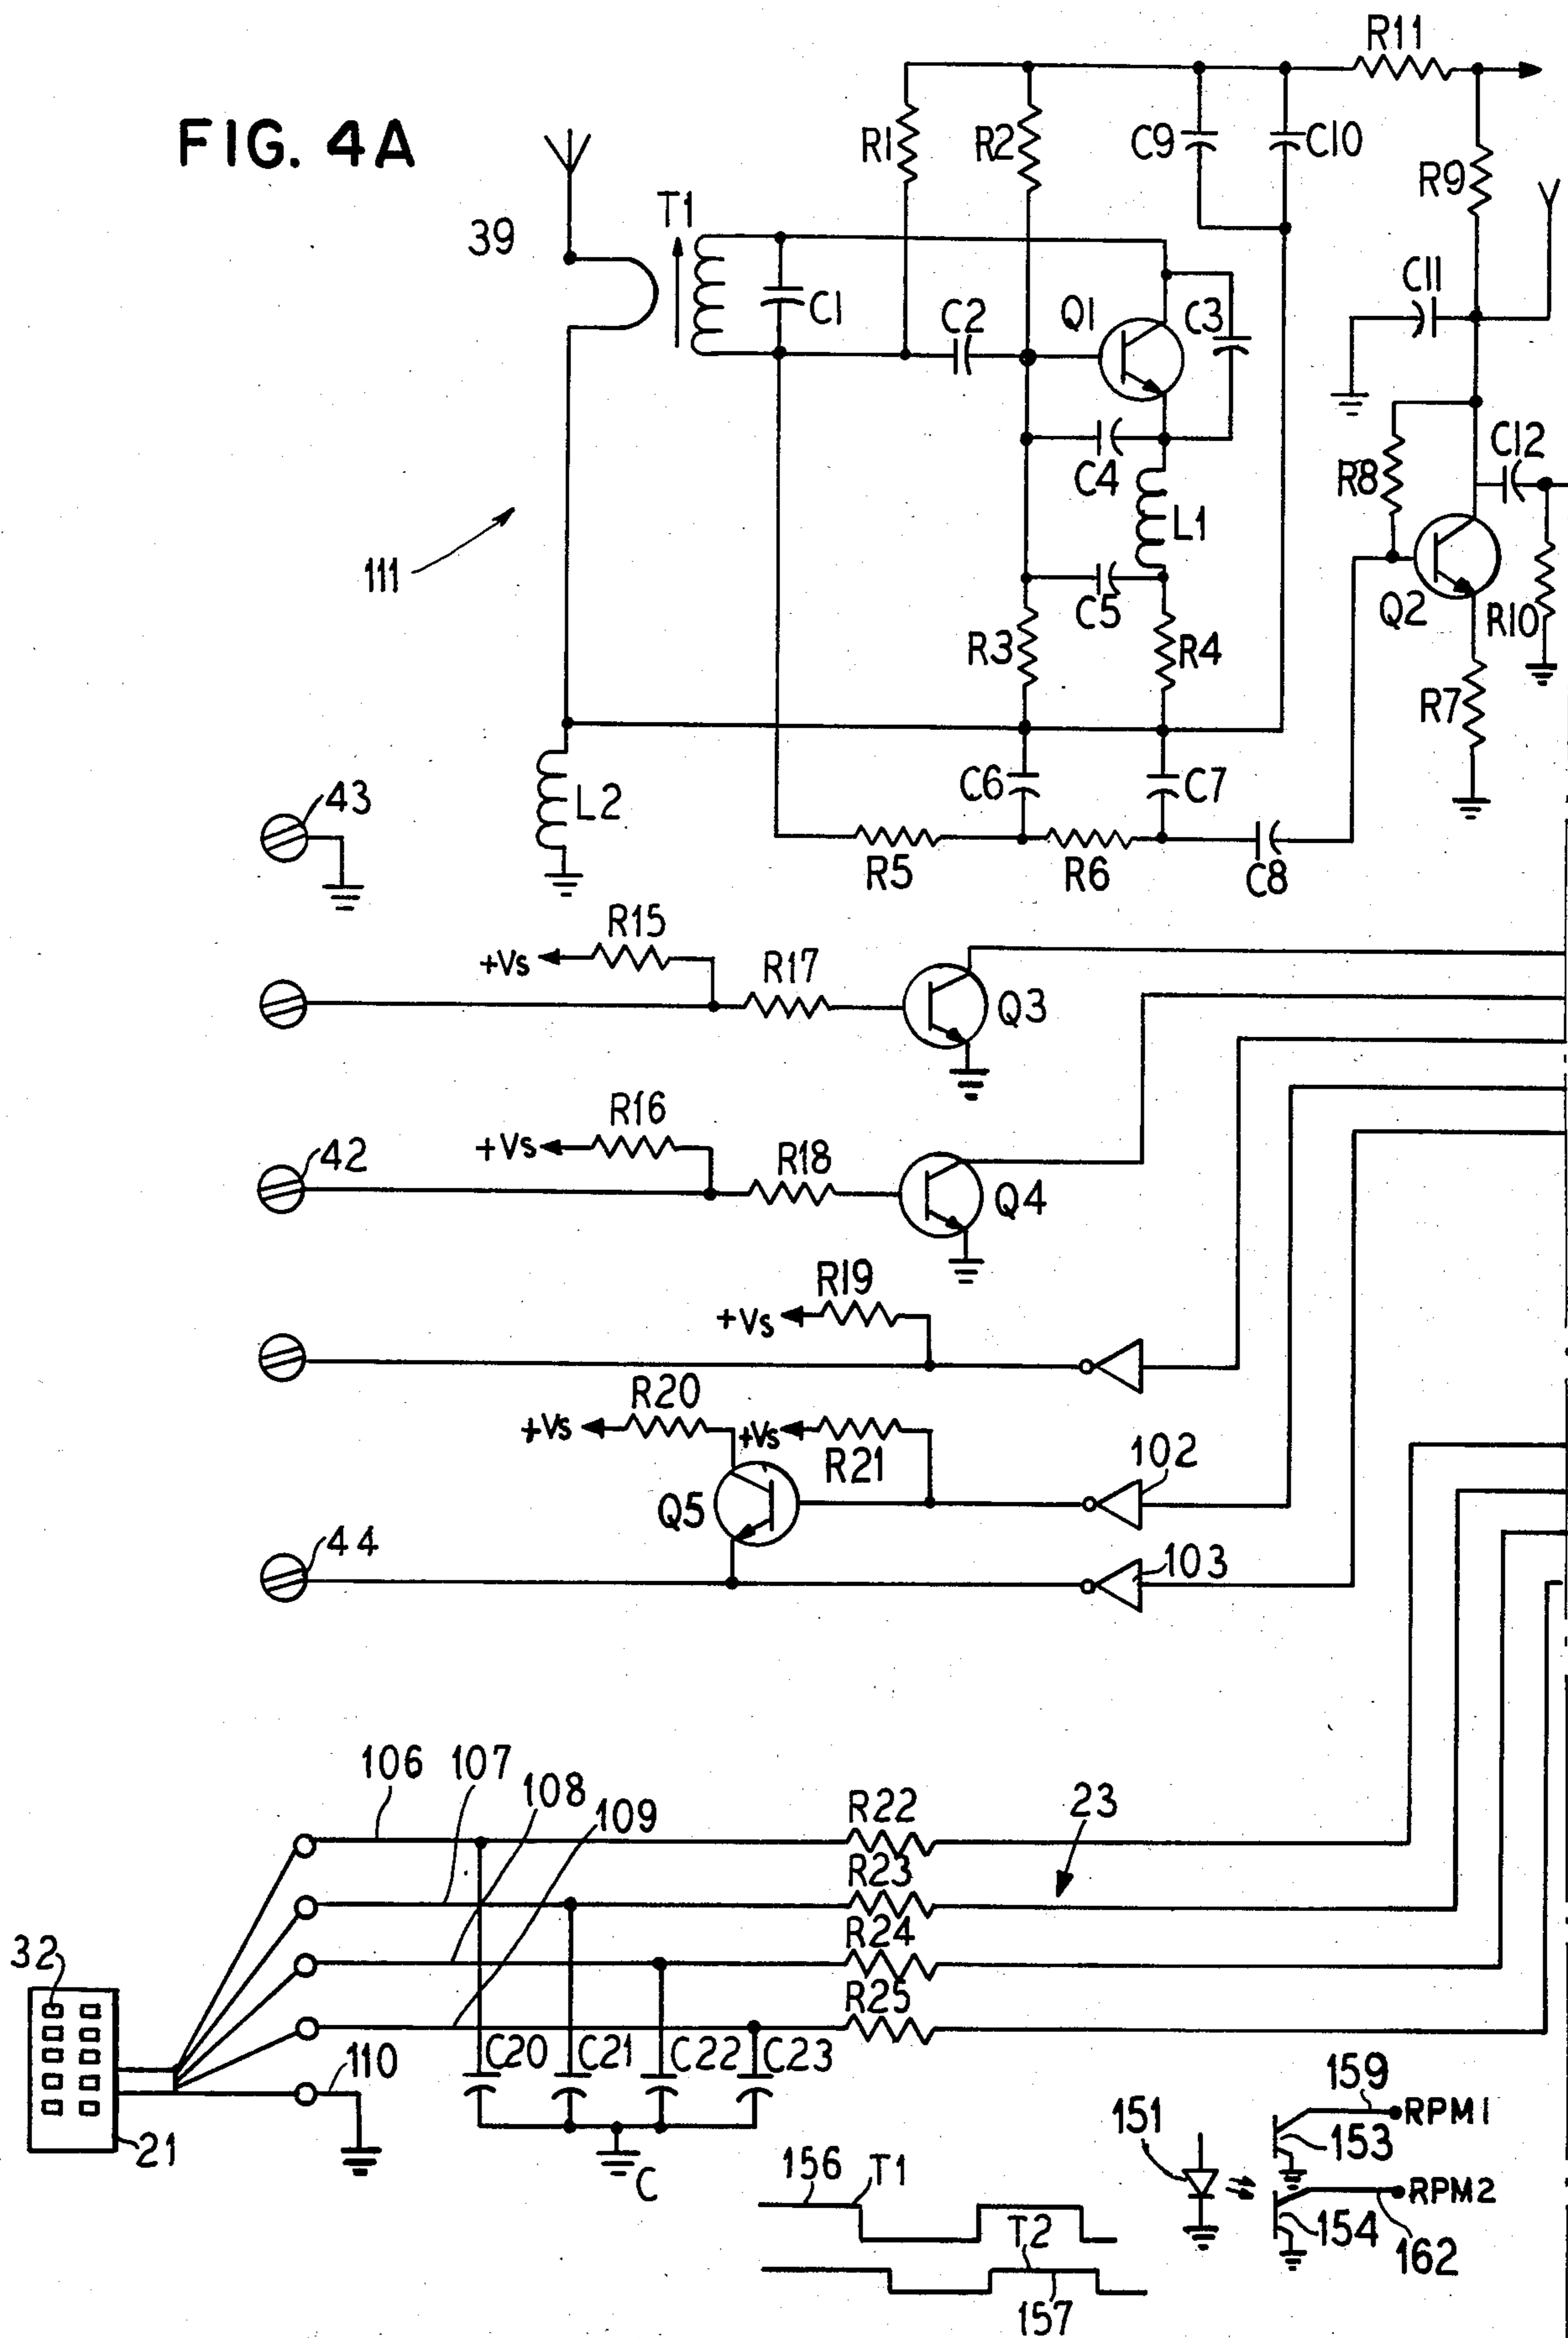 FIG. 4A
R11
R1
R2
C9
C10
R9
39
T1
C1
C2
Q1
C3
C11
C12
C4
R8
L1
111
C5
Q2
R10
R3
R4
R7
43
L2
C6
C7
R5
R6
C8
R15
+Vs
R17
Q3
R16
+Vs
42
R18
Q4
R19
+Vs
R20
+Vs
+Vs
R21
102
Q5
44
103
106
107
108
109
R22
23
R23
R24
32
R25
C20
C21
C22
C23
110
21
C
159
RPM1
151
153
156
T1
RPM2
T2
154
162
157